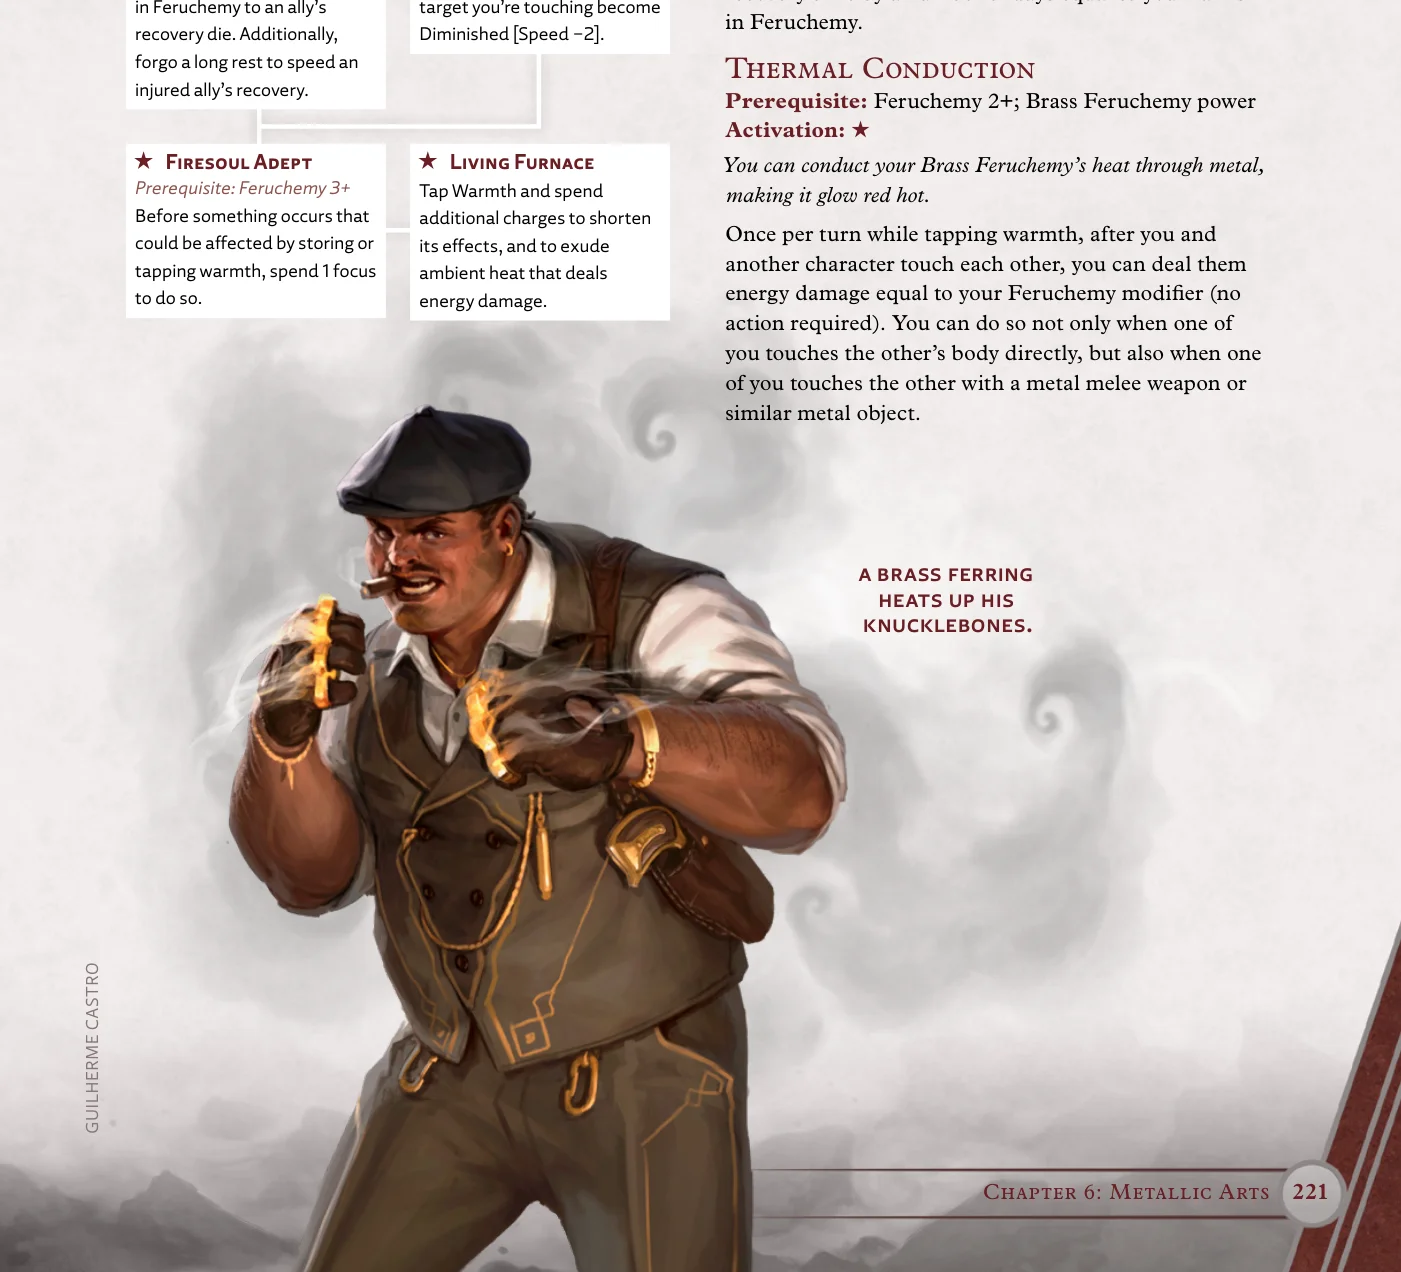 in Feruchemy to an ally's
recovery die. Additionally,
forgo a long rest to speed an
injured ally's recovery.
target you're touching become
Diminished [Speed −2].
★ Firesoul Adept
Prerequisite: Feruchemy 3+
Before something occurs that
could be affected by storing or
tapping warmth, spend 1 focus
to do so.
★ Living Furnace
Tap Warmth and spend
additional charges to shorten
its effects, and to exude
ambient heat that deals
energy damage.
in Feruchemy.
Thermal Conduction
Prerequisite: Feruchemy 2+; Brass Feruchemy power
Activation: ★
You can conduct your Brass Feruchemy's heat through metal,
making it glow red hot.
Once per turn while tapping warmth, after you and
another character touch each other, you can deal them
energy damage equal to your Feruchemy modifier (no
action required). You can do so not only when one of
you touches the other's body directly, but also when one
of you touches the other with a metal melee weapon or
similar metal object.
A BRASS FERRING
HEATS UP HIS
KNUCKLEBONES.
GUILHERME CASTRO
Chapter 6: Metallic Arts 221